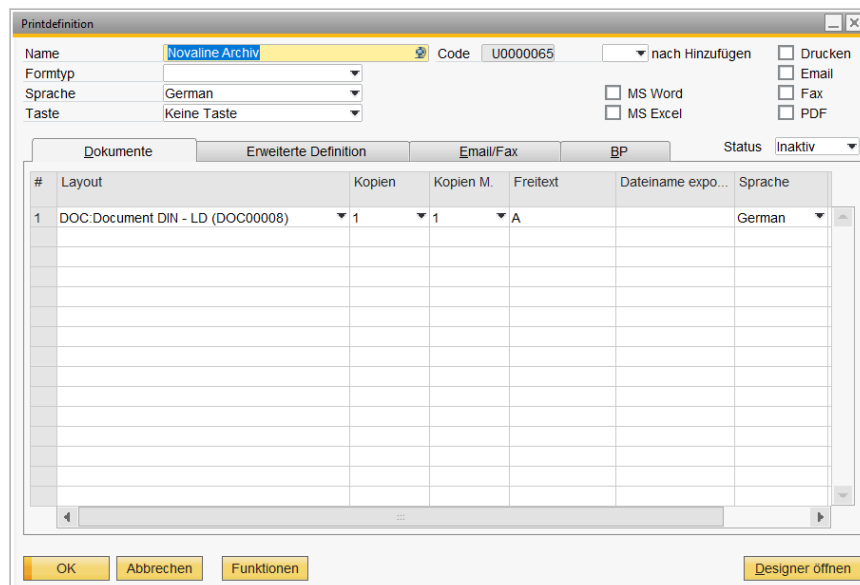 Printdefinition
Name Novaline Archiv Code U0000065 nach Hinzufügen Drucken
Formtyp Email
Sprache German MS Word Fax
Taste Keine Taste MS Excel PDF
Dokumente Erweiterte Definition Email/Fax BP Status Inaktiv
# Layout Kopien Kopien M. Freitext Dateiname expo... Sprache
1 DOC:Document DIN - LD (DOC00008) 1 1 A German
OK Abbrechen Funktionen Designer öffnen